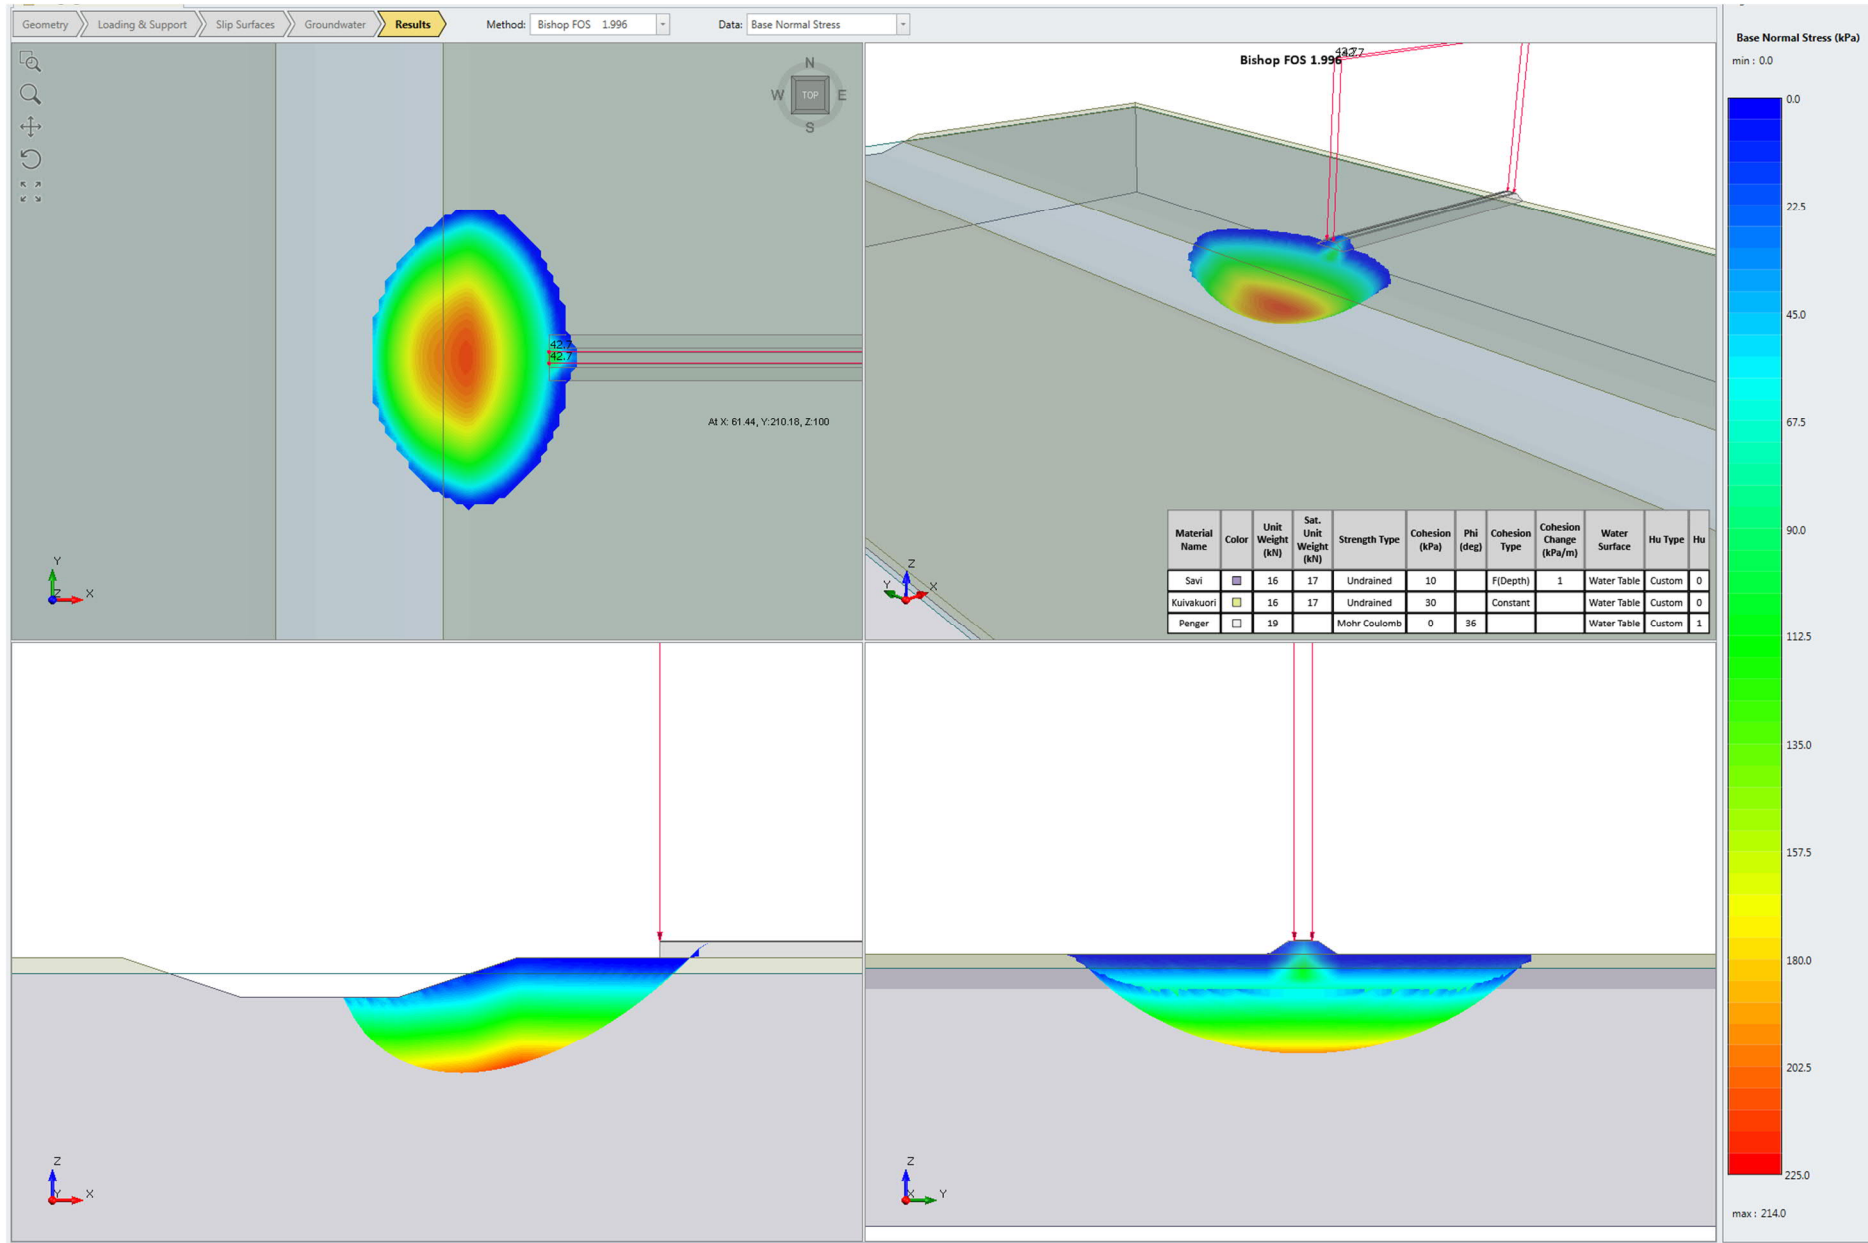 Geometry Loading & Support Slip Surfaces Groundwater Results Method: Bishop FOS 1.996 Data: Base Normal Stress
N
W TOP E
S
42.7
42.7
At X: 61.44, Y:210.18, Z:100
Y
Z X
Bishop FOS 1.996
Material Name Color Unit Weight (kN) Sat. Unit Weight (kN) Strength Type Cohesion (kPa) Phi (deg) Cohesion Type Cohesion Change (kPa/m) Water Surface Hu Type Hu
Savi 16 17 Undrained 10 F(Depth) 1 Water Table Custom 0
Kuivakuori 16 17 Undrained 30 Constant Water Table Custom 0
Penger 19 Mohr Coulomb 0 36 Water Table Custom 1
Z
Y X
Z
Y X
Z
X Y
Base Normal Stress (kPa)
min : 0.0
0.0
22.5
45.0
67.5
90.0
112.5
135.0
157.5
180.0
202.5
225.0
max : 214.0